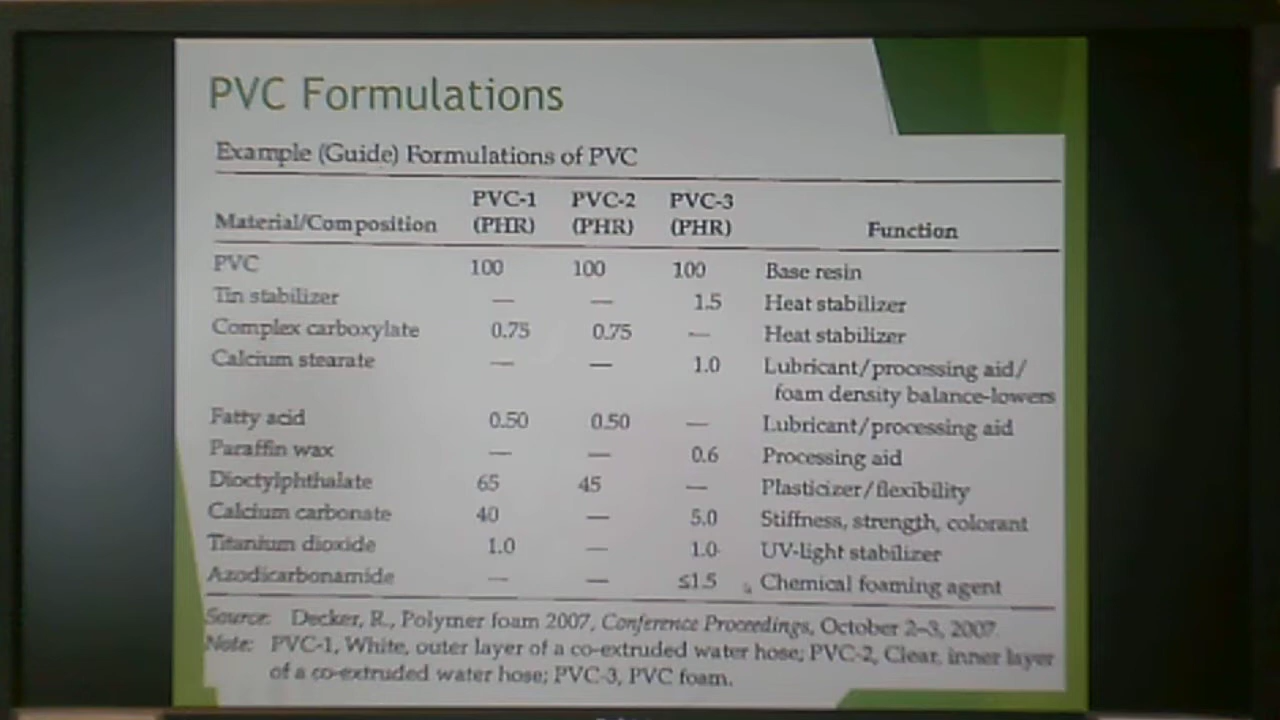 PVC Formulations
Example (Guide) Formulations of PVC
PVC-1 PVC-2 PVC-3
Material/Composition (PHR) (PHR) (PHR) Function
PVC 100 100 100 Base resin
Tin stabilizer — — 1.5 Heat stabilizer
Complex carboxylate 0.75 0.75 — Heat stabilizer
Calcium stearate — — 1.0 Lubricant/processing aid/
foam density balance-lowers
Fatty acid 0.50 0.50 — Lubricant/processing aid
Paraffin wax — — 0.6 Processing aid
Dioctylphthalate 65 45 — Plasticizer/flexibility
Calcium carbonate 40 — 5.0 Stiffness, strength, colorant
Titanium dioxide 1.0 — 1.0 UV-light stabilizer
Azodicarbonamide — — ≤1.5 Chemical foaming agent
Source: Decker, R., Polymer foam 2007, Conference Proceedings, October 2–3, 2007.
Note: PVC-1, White, outer layer of a co-extruded water hose; PVC-2, Clear, inner layer
of a co-extruded water hose; PVC-3, PVC foam.